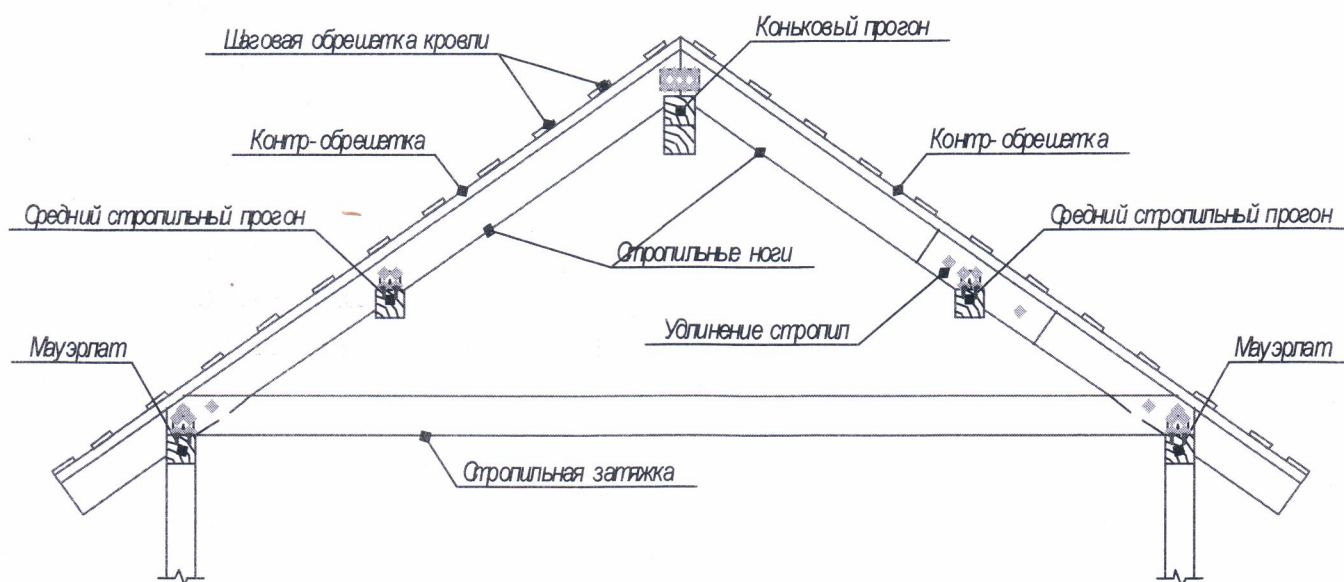 Коньковый прогон
Шаговая обрешетка кровли
Контр-обрешетка
Контр-обрешетка
Средний стропильный прогон
Средний стропильный прогон
Стропильные ноги
Удлинение стропил
Мауэрлат
Мауэрлат
Стропильная затяжка